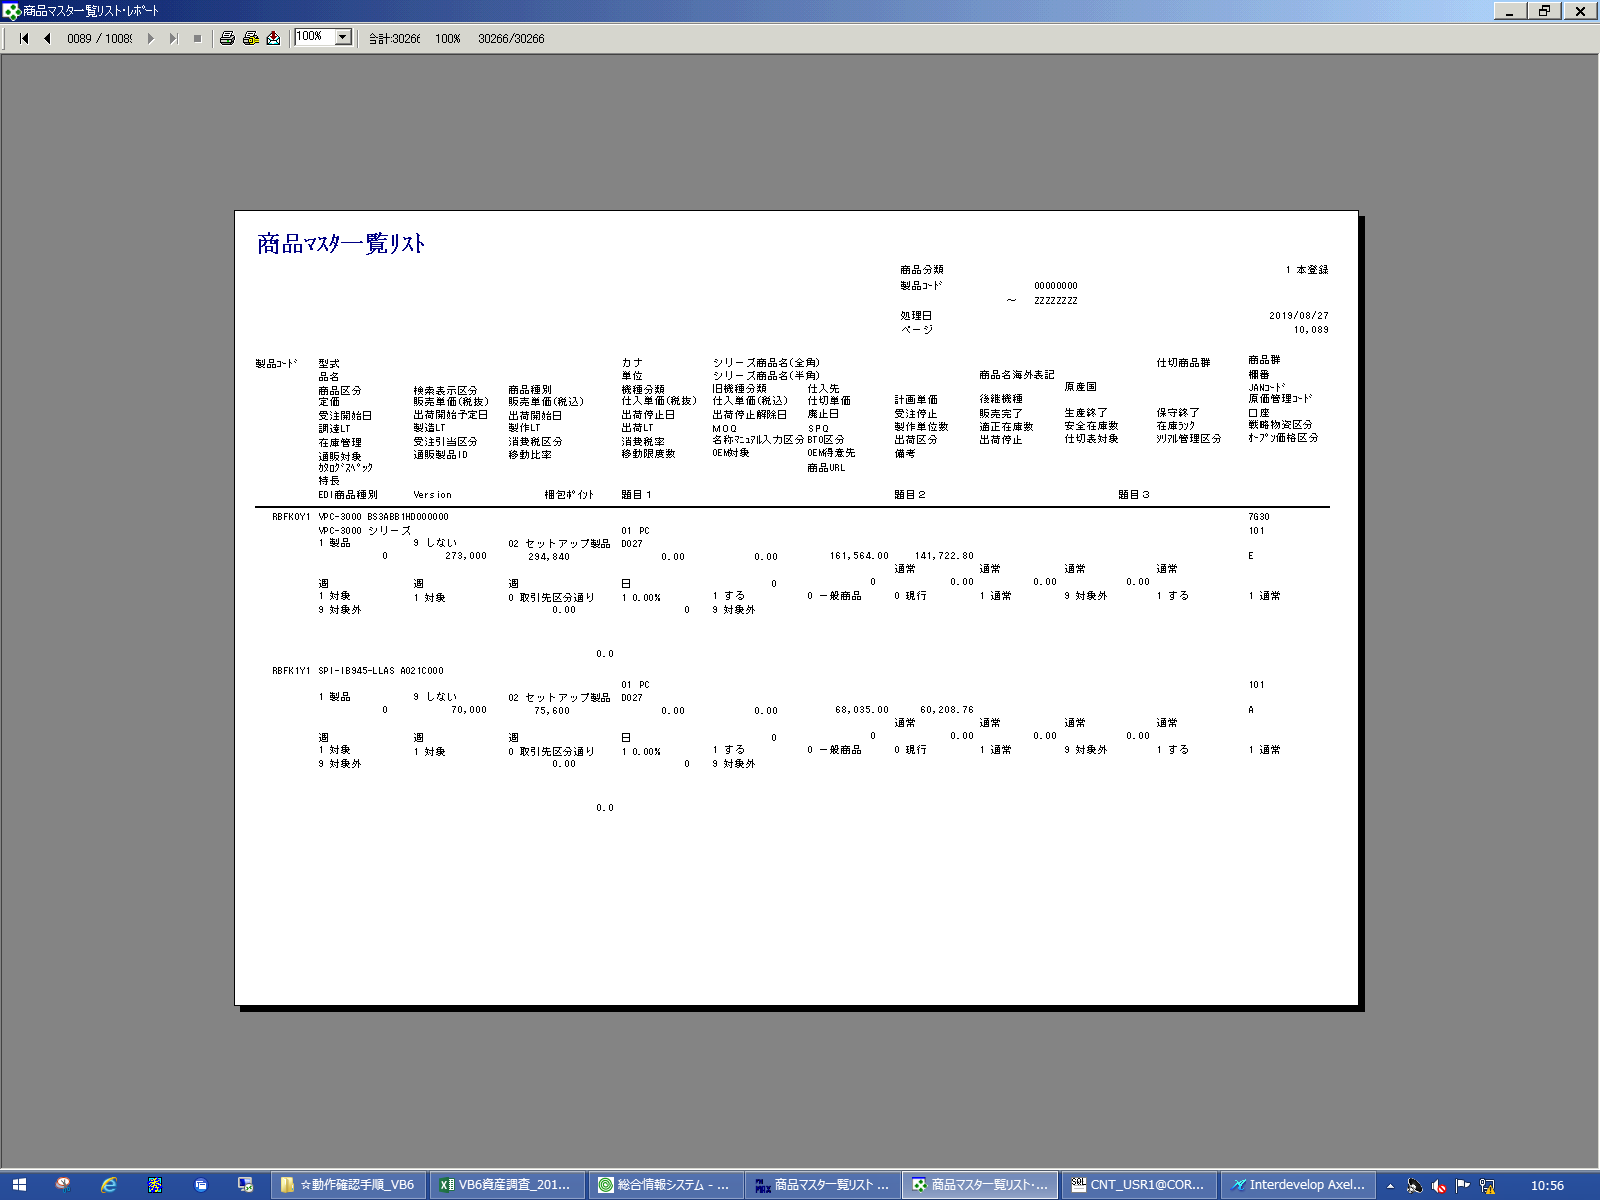 商品マスタ一覧リスト・レポート
0089 / 10089 100% 合計:30266 100% 30266/30266
商品マスタ一覧リスト
商品分類 1 本登録
製品コード 00000000
～ ZZZZZZZZ
処理日 2019/08/27
ページ 10,089
製品コード 型式 カナ シリーズ商品名(全角) 仕切商品群 商品群
品名 単位 シリーズ商品名(半角) 商品名海外表記 棚番
商品区分 検索表示区分 商品種別 機種分類 旧機種分類 仕入先 原産国 JANコード
定価 販売単価(税抜) 販売単価(税込) 仕入単価(税抜) 仕入単価(税込) 仕切単価 計画単価 後継機種 原価管理コード
受注開始日 出荷開始予定日 出荷開始日 出荷停止日 出荷停止解除日 廃止日 受注停止 販売完了 生産終了 保守終了 口座
調達LT 製造LT 製作LT 出荷LT MOQ SPQ 製作単位数 適正在庫数 安全在庫数 在庫ランク 戦略物資区分
在庫管理 受注引当区分 消費税区分 消費税率 名称マニュアル入力区分 BTO区分 出荷区分 出荷停止 仕切表対象 シリアル管理区分 オープン価格区分
通販対象 通販製品ID 移動比率 移動限度数 OEM対象 OEM得意先 備考
カタログスペック 商品URL
特長
EDI商品種別 Version 梱包ポイント 題目1 題目2 題目3
RBFK0Y1 VPC-3000 BS3ABB1HD000000 7G30
VPC-3000 シリーズ 01 PC 101
1 製品 9 しない 02 セットアップ製品 D027
0 273,000 294,840 0.00 0.00 161,564.00 141,722.80 E
通常 通常 通常 通常
週 週 週 日 0 0 0.00 0.00 0.00
1 対象 1 対象 0 取引先区分通り 1 0.00% 1 する 0 一般商品 0 現行 1 通常 9 対象外 1 する 1 通常
9 対象外 0.00 0 9 対象外
0.0
RBFK1Y1 SPI-IB945-LLAS A021C000
01 PC 101
1 製品 9 しない 02 セットアップ製品 D027
0 70,000 75,600 0.00 0.00 68,035.00 60,208.76 A
通常 通常 通常 通常
週 週 週 日 0 0 0.00 0.00 0.00
1 対象 1 対象 0 取引先区分通り 1 0.00% 1 する 0 一般商品 0 現行 1 通常 9 対象外 1 する 1 通常
9 対象外 0.00 0 9 対象外
0.0
☆動作確認手順_VB6 VB6資産調査_201... 総合情報システム - ... 商品マスター覧リスト ... 商品マスター覧リスト・... CNT_USR1@COR... Interdevelop Axel... 10:56